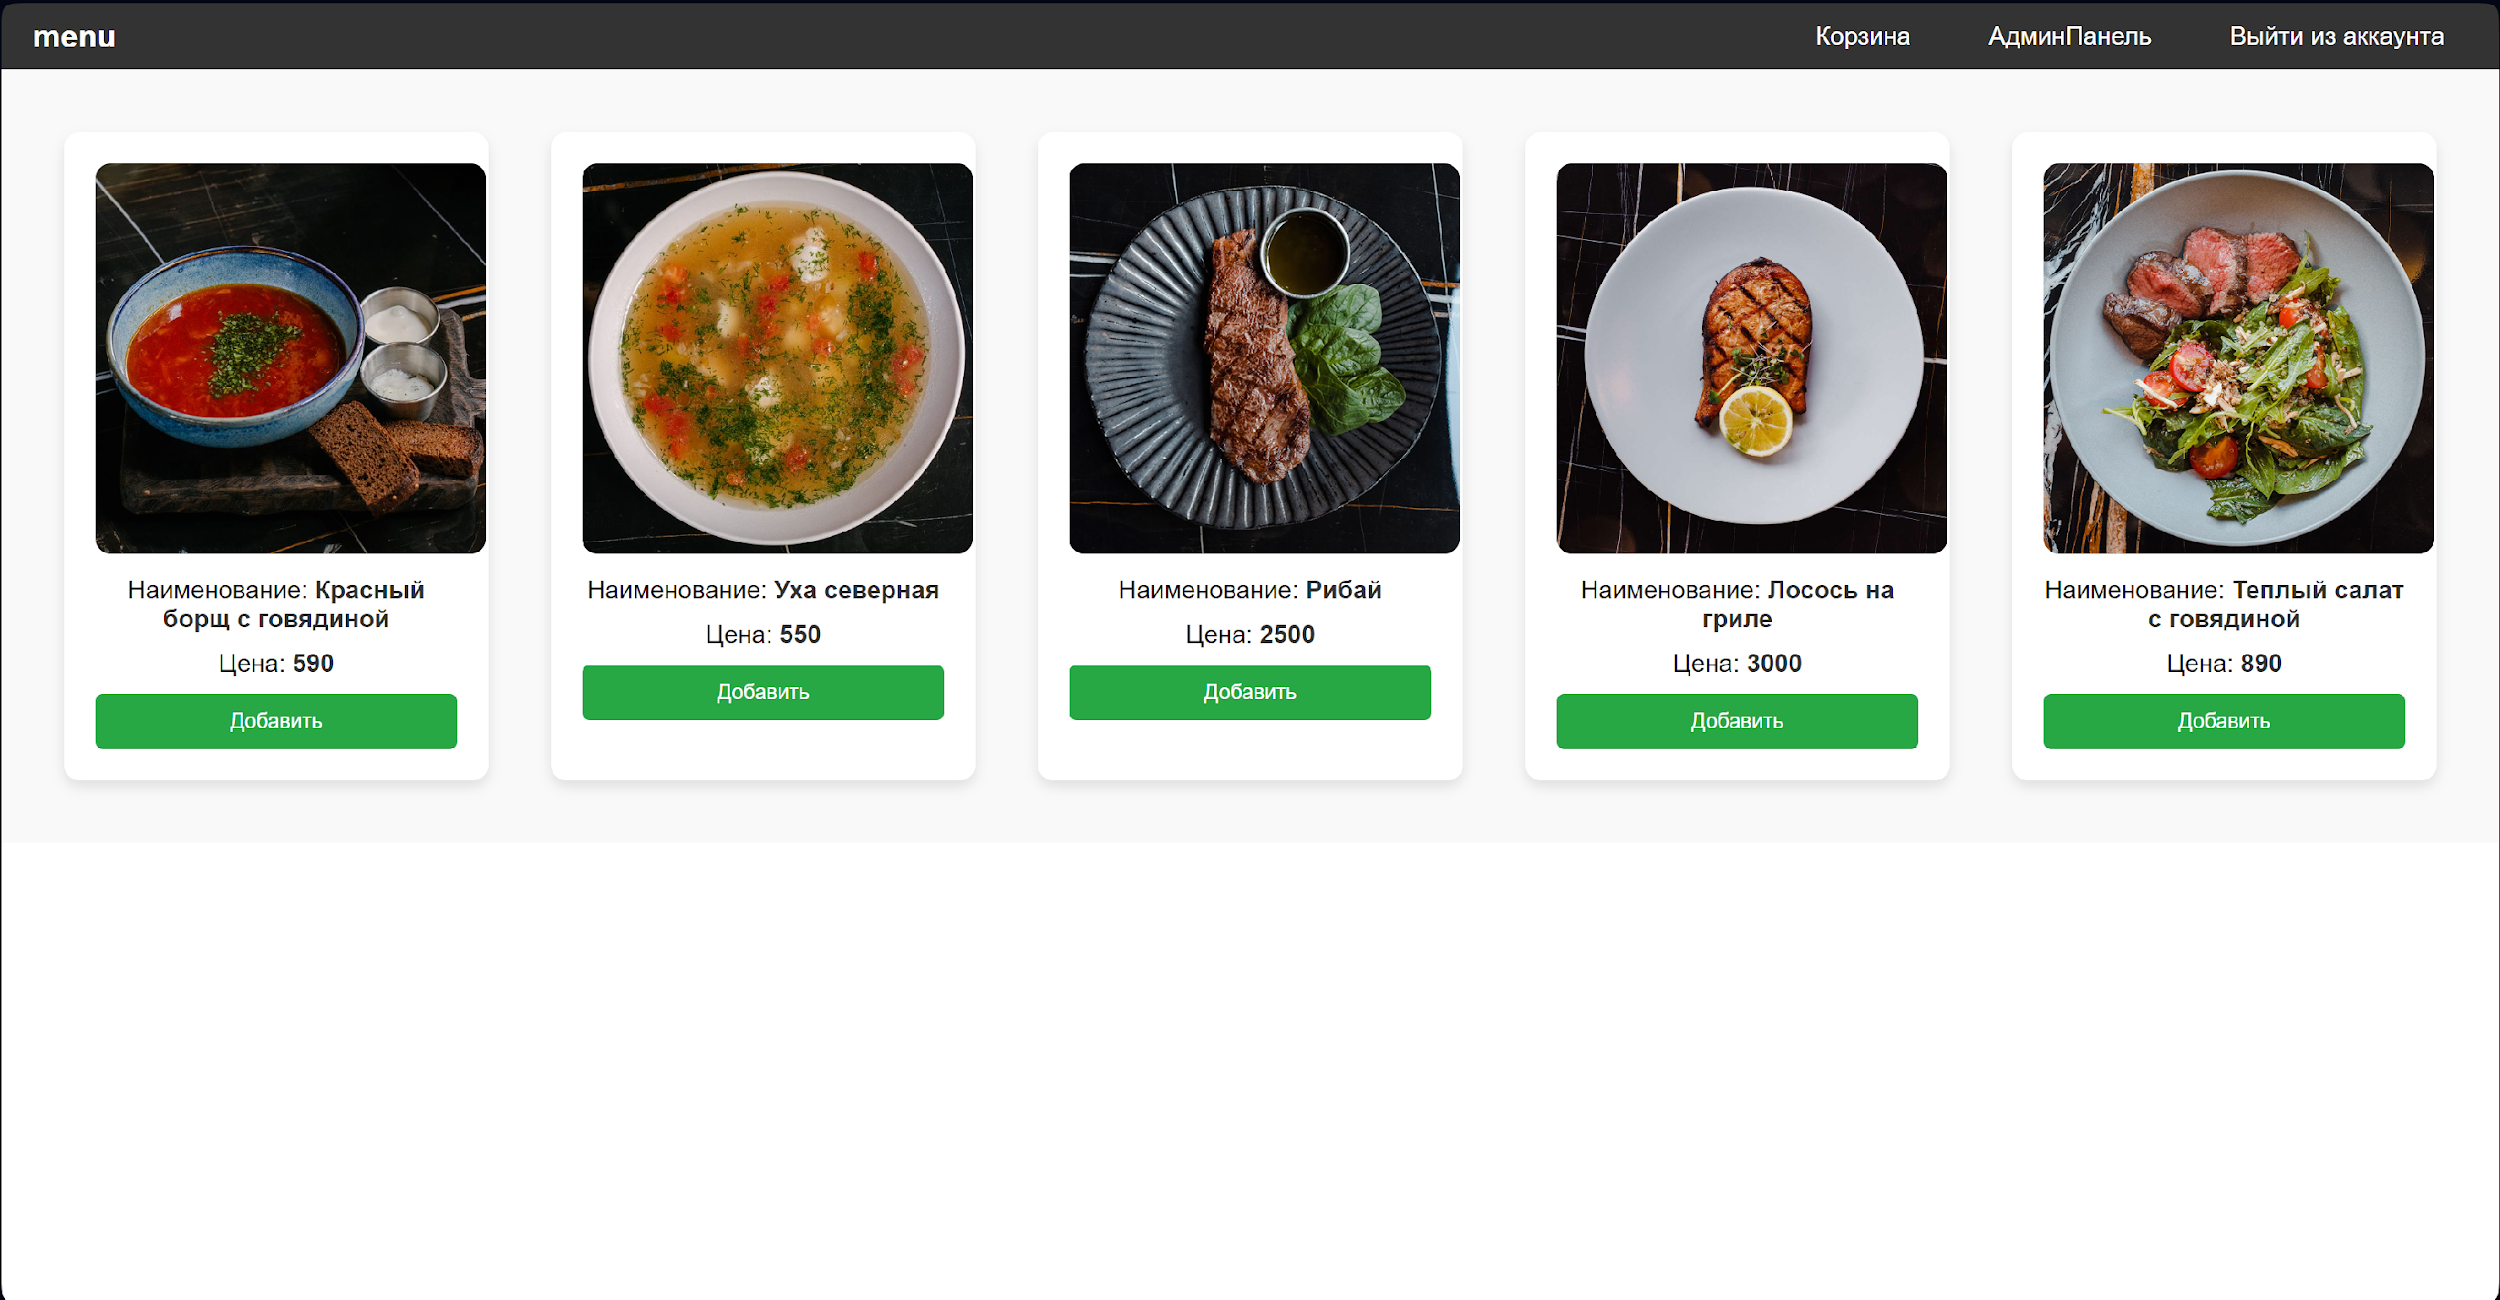 menu
Корзина АдминПанель Выйти из аккаунта
Наименование: Красный
борщ с говядиной
Цена: 590
Добавить
Наименование: Уха северная
Цена: 550
Добавить
Наименование: Рибай
Цена: 2500
Добавить
Наименование: Лосось на
гриле
Цена: 3000
Добавить
Наименование: Теплый салат
с говядиной
Цена: 890
Добавить